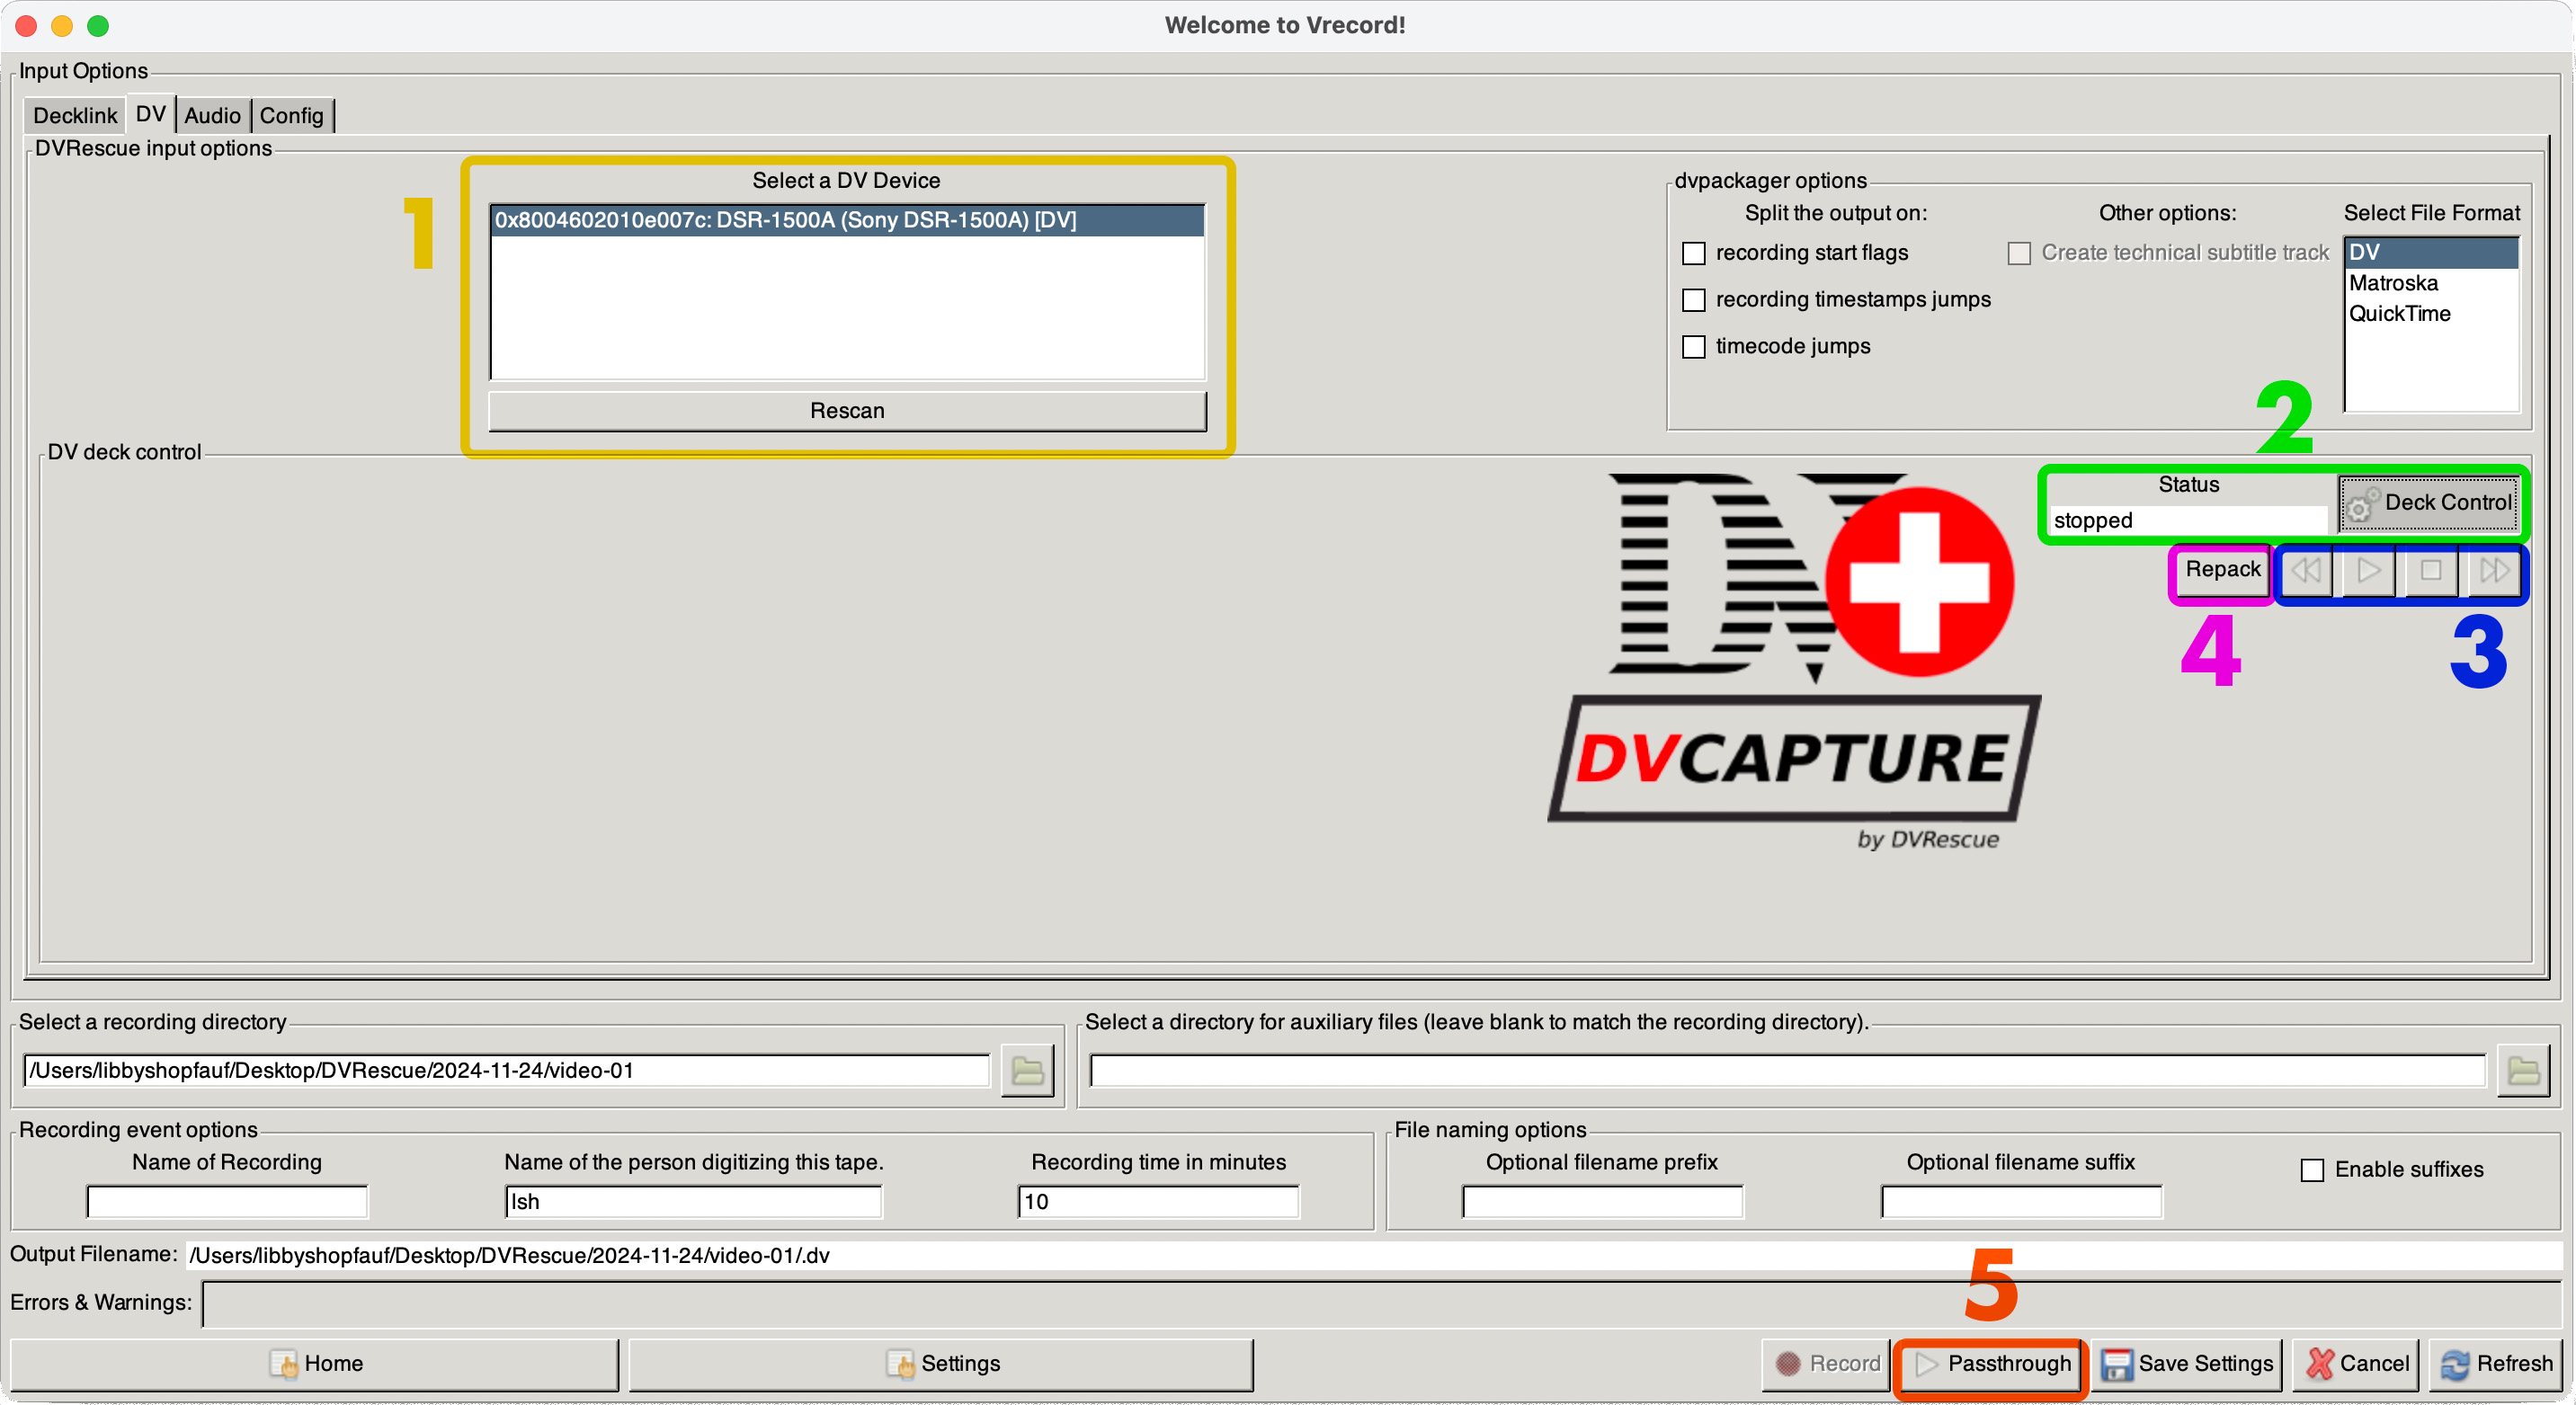 Welcome to Vrecord!
Input Options
Decklink DV Audio Config
DVRescue input options
1
Select a DV Device
0x8004602010e007c: DSR-1500A (Sony DSR-1500A) [DV]
Rescan
dvpackager options
Split the output on:
recording start flags
recording timestamps jumps
timecode jumps
Other options:
Create technical subtitle track
Select File Format
DV
Matroska
QuickTime
2
DV deck control
DV
DVCAPTURE
by DVRescue
Status
stopped
Deck Control
Repack
4
3
Select a recording directory
/Users/libbyshopfauf/Desktop/DVRescue/2024-11-24/video-01
Select a directory for auxiliary files (leave blank to match the recording directory).
Recording event options
Name of Recording
Name of the person digitizing this tape.
lsh
Recording time in minutes
10
File naming options
Optional filename prefix
Optional filename suffix
Enable suffixes
Output Filename: /Users/libbyshopfauf/Desktop/DVRescue/2024-11-24/video-01/.dv
5
Errors & Warnings:
Home Settings Record Passthrough Save Settings Cancel Refresh